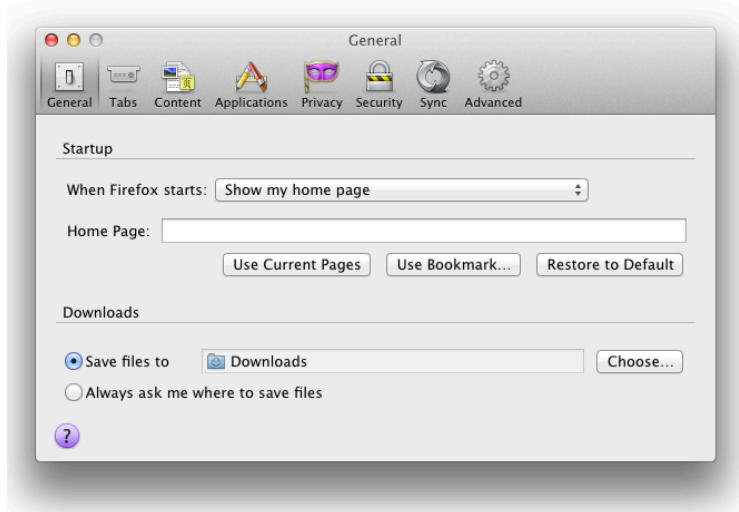 General
General Tabs Content Applications Privacy Security Sync Advanced
Startup
When Firefox starts: Show my home page
Home Page:
Use Current Pages Use Bookmark... Restore to Default
Downloads
Save files to Downloads Choose...
Always ask me where to save files
?